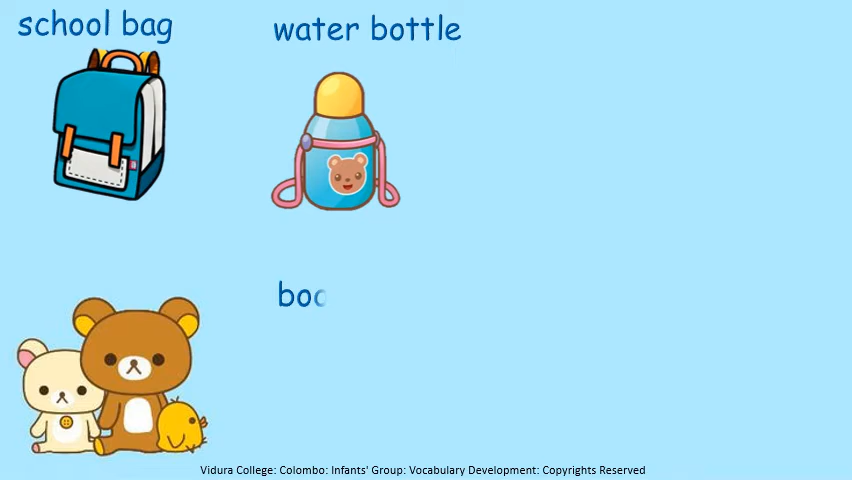 school bag
water bottle
boo
Vidura College: Colombo: Infants' Group: Vocabulary Development: Copyrights Reserved